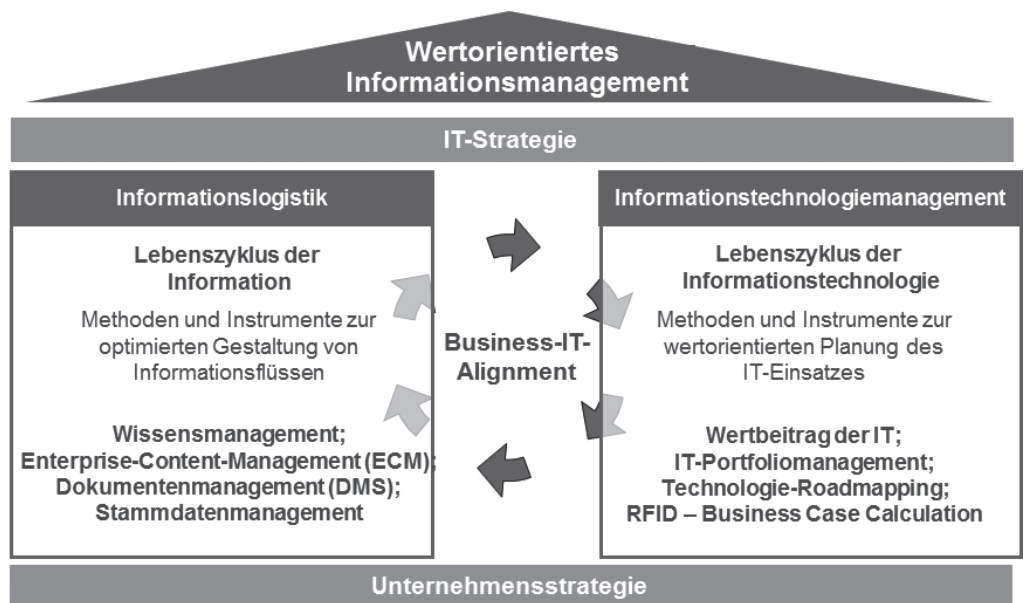 Wertorientiertes
Informationsmanagement
IT-Strategie
Informationslogistik
Lebenszyklus der
Information
Methoden und Instrumente zur
optimierten Gestaltung von
Informationsflüssen
Wissensmanagement;
Enterprise-Content-Management (ECM);
Dokumentenmanagement (DMS);
Stammdatenmanagement
Business-IT-
Alignment
Informationstechnologiemanagement
Lebenszyklus der
Informationstechnologie
Methoden und Instrumente zur
wertorientierten Planung des
IT-Einsatzes
Wertbeitrag der IT;
IT-Portfoliomanagement;
Technologie-Roadmapping;
RFID – Business Case Calculation
Unternehmensstrategie